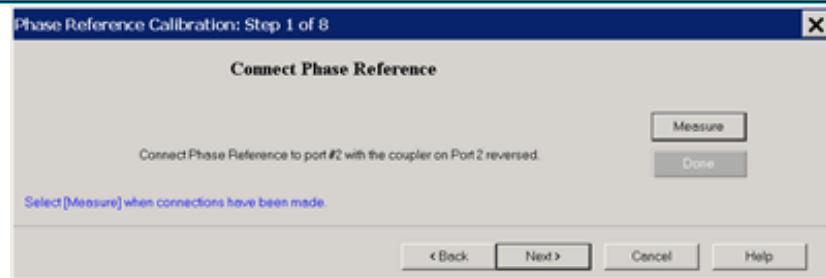 Phase Reference Calibration: Step 1 of 8
Connect Phase Reference
Measure
Connect Phase Reference to port #2 with the coupler on Port 2 reversed.
Done
Select [Measure] when connections have been made.
< Back
Next >
Cancel
Help